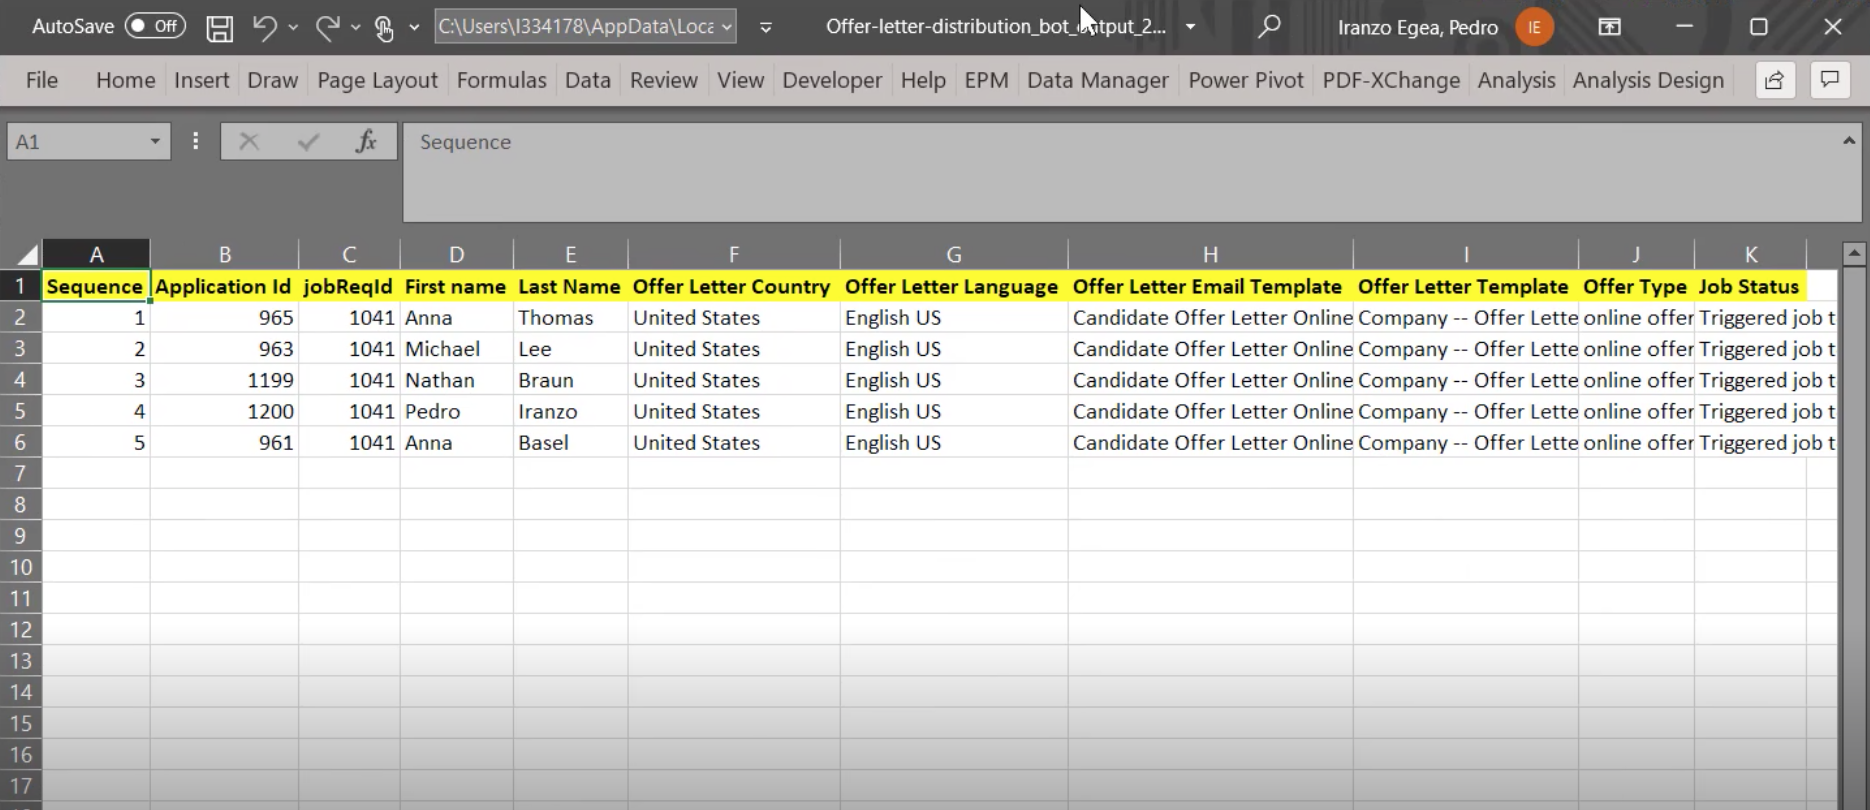 AutoSave Off C:\Users\I334178\AppData\Loca Offer-letter-distribution_bot_output_2... Iranzo Egea, Pedro IE
File Home Insert Draw Page Layout Formulas Data Review View Developer Help EPM Data Manager Power Pivot PDF-XChange Analysis Analysis Design
A1 fx Sequence
A B C D E F G H I J K
1 Sequence Application Id jobReqId First name Last Name Offer Letter Country Offer Letter Language Offer Letter Email Template Offer Letter Template Offer Type Job Status
2 1 965 1041 Anna Thomas United States English US Candidate Offer Letter Online Company -- Offer Lette online offer Triggered job t
3 2 963 1041 Michael Lee United States English US Candidate Offer Letter Online Company -- Offer Lette online offer Triggered job t
4 3 1199 1041 Nathan Braun United States English US Candidate Offer Letter Online Company -- Offer Lette online offer Triggered job t
5 4 1200 1041 Pedro Iranzo United States English US Candidate Offer Letter Online Company -- Offer Lette online offer Triggered job t
6 5 961 1041 Anna Basel United States English US Candidate Offer Letter Online Company -- Offer Lette online offer Triggered job t
7
8
9
10
11
12
13
14
15
16
17